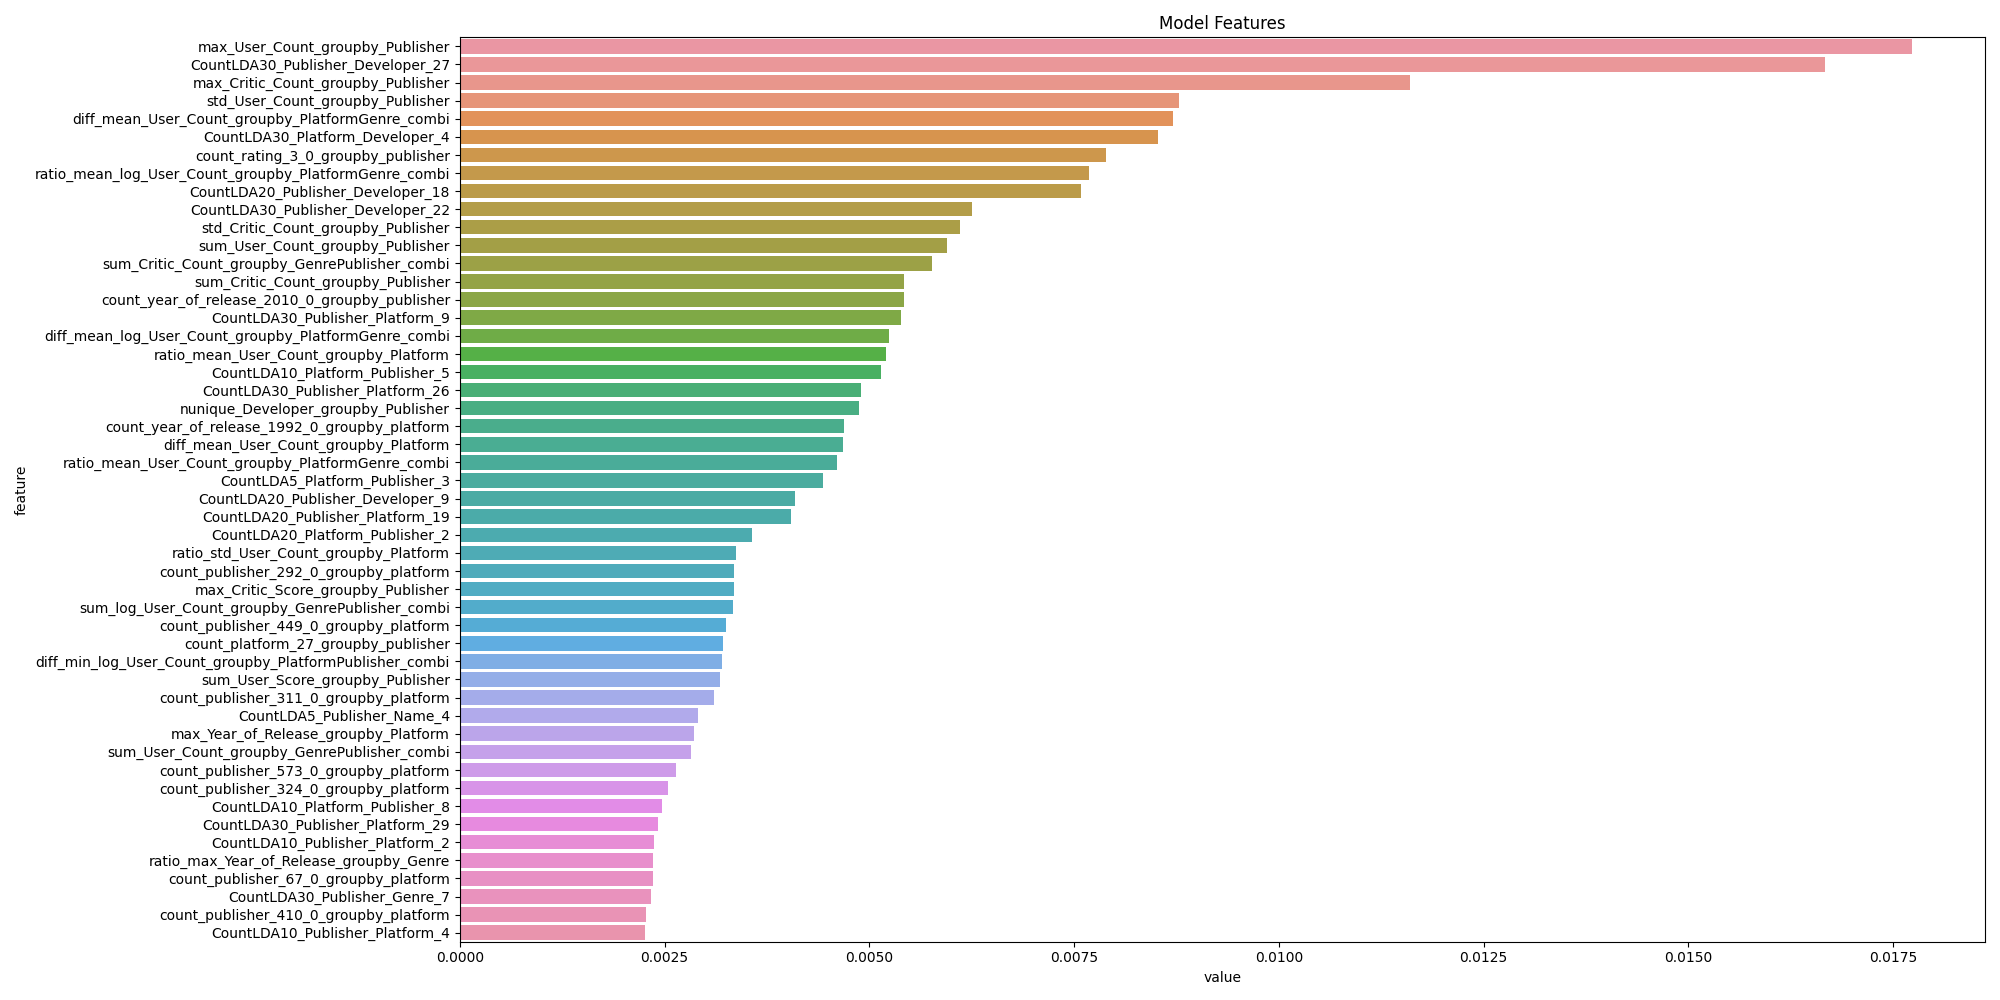 Model Features
max_User_Count_groupby_Publisher
CountLDA30_Publisher_Developer_27
max_Critic_Count_groupby_Publisher
std_User_Count_groupby_Publisher
diff_mean_User_Count_groupby_PlatformGenre_combi
CountLDA30_Platform_Developer_4
count_rating_3_0_groupby_publisher
ratio_mean_log_User_Count_groupby_PlatformGenre_combi
CountLDA20_Publisher_Developer_18
CountLDA30_Publisher_Developer_22
std_Critic_Count_groupby_Publisher
sum_User_Count_groupby_Publisher
sum_Critic_Count_groupby_GenrePublisher_combi
sum_Critic_Count_groupby_Publisher
count_year_of_release_2010_0_groupby_publisher
CountLDA30_Publisher_Platform_9
diff_mean_log_User_Count_groupby_PlatformGenre_combi
ratio_mean_User_Count_groupby_Platform
CountLDA10_Platform_Publisher_5
CountLDA30_Publisher_Platform_26
nunique_Developer_groupby_Publisher
count_year_of_release_1992_0_groupby_platform
diff_mean_User_Count_groupby_Platform
ratio_mean_User_Count_groupby_PlatformGenre_combi
CountLDA5_Platform_Publisher_3
CountLDA20_Publisher_Developer_9
CountLDA20_Publisher_Platform_19
CountLDA20_Platform_Publisher_2
ratio_std_User_Count_groupby_Platform
count_publisher_292_0_groupby_platform
max_Critic_Score_groupby_Publisher
sum_log_User_Count_groupby_GenrePublisher_combi
count_publisher_449_0_groupby_platform
count_platform_27_groupby_publisher
diff_min_log_User_Count_groupby_PlatformPublisher_combi
sum_User_Score_groupby_Publisher
count_publisher_311_0_groupby_platform
CountLDA5_Publisher_Name_4
max_Year_of_Release_groupby_Platform
sum_User_Count_groupby_GenrePublisher_combi
count_publisher_573_0_groupby_platform
count_publisher_324_0_groupby_platform
CountLDA10_Platform_Publisher_8
CountLDA30_Publisher_Platform_29
CountLDA10_Publisher_Platform_2
ratio_max_Year_of_Release_groupby_Genre
count_publisher_67_0_groupby_platform
CountLDA30_Publisher_Genre_7
count_publisher_410_0_groupby_platform
CountLDA10_Publisher_Platform_4
feature
0.0000 0.0025 0.0050 0.0075 0.0100 0.0125 0.0150 0.0175
value